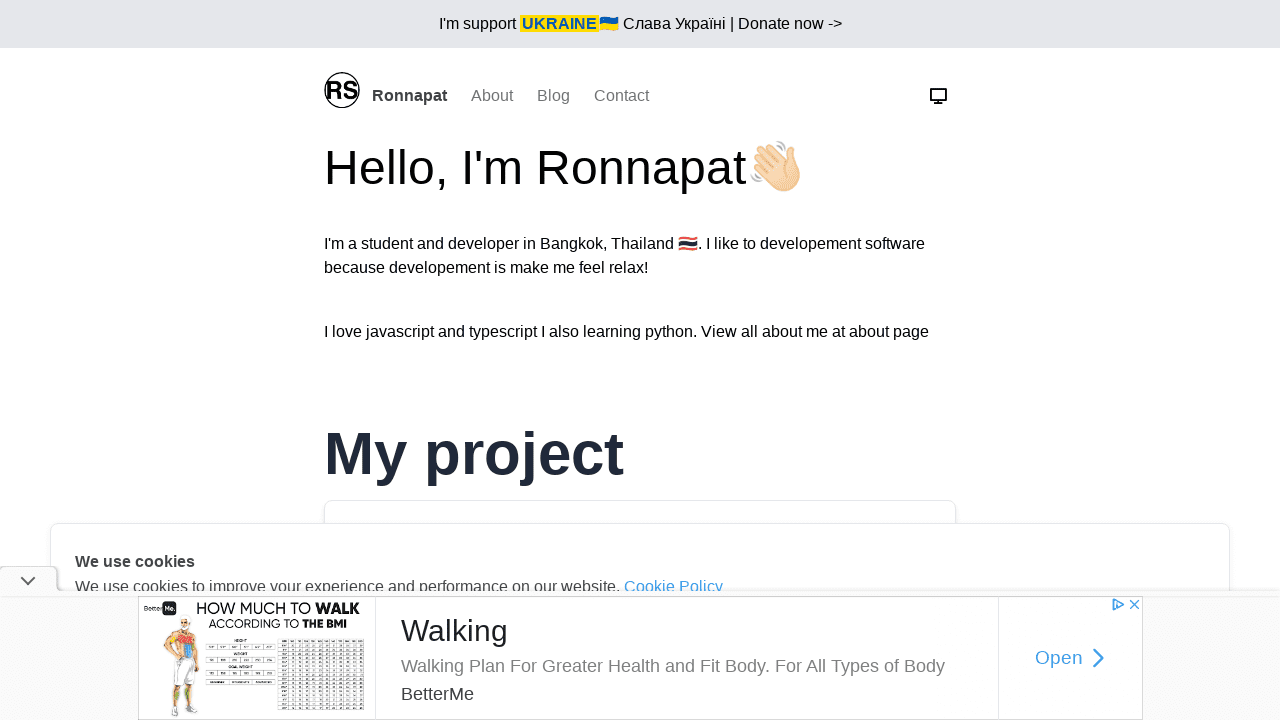 I'm support UKRAINE🇺🇦 Слава Україні | Donate now ->
RS Ronnapat About Blog Contact
Hello, I'm Ronnapat👋🏻
I'm a student and developer in Bangkok, Thailand 🇹🇭. I like to developement software
because developement is make me feel relax!
I love javascript and typescript I also learning python. View all about me at about page
My project
We use cookies
We use cookies to improve your experience and performance on our website. Cookie Policy
BetterMe.
HOW MUCH TO WALK
ACCORDING TO THE BMI
HEIGHT
WEIGHT
Walking
Walking Plan For Greater Health and Fit Body. For All Types of Body
BetterMe
Open